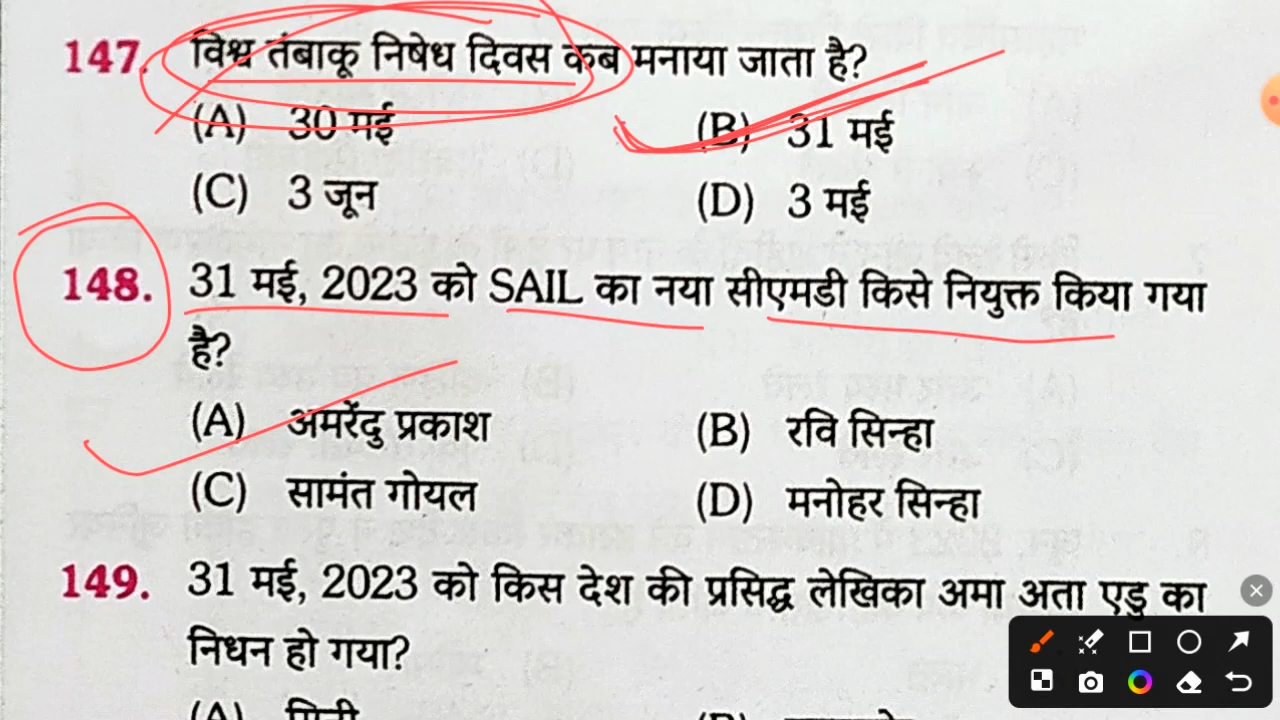 147. विश्व तंबाकू निषेध दिवस कब मनाया जाता है?
(A) 30 मई (B) 31 मई
(C) 3 जून (D) 3 मई
148. 31 मई, 2023 को SAIL का नया सीएमडी किसे नियुक्त किया गया
है?
(A) अमरेंदु प्रकाश (B) रवि सिन्हा
(C) सामंत गोयल (D) मनोहर सिन्हा
149. 31 मई, 2023 को किस देश की प्रसिद्ध लेखिका अमा अता एडु का
निधन हो गया?
(A) (B)